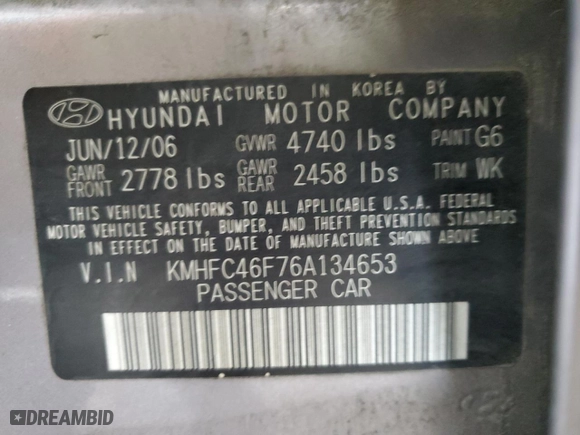 MANUFACTURED IN KOREA BY
HYUNDAI MOTOR COMPANY
JUN/12/06 GVWR 4740 lbs PAINT G6
GAWR FRONT 2778 lbs GAWR REAR 2458 lbs TRIM WK
THIS VEHICLE CONFORMS TO ALL APPLICABLE U.S.A. FEDERAL
MOTOR VEHICLE SAFETY, BUMPER, AND THEFT PREVENTION STANDARDS
IN EFFECT ON THE DATE OF MANUFACTURE SHOWN ABOVE.
V.I.N KMHFC46F76A134653
PASSENGER CAR
DREAMBID